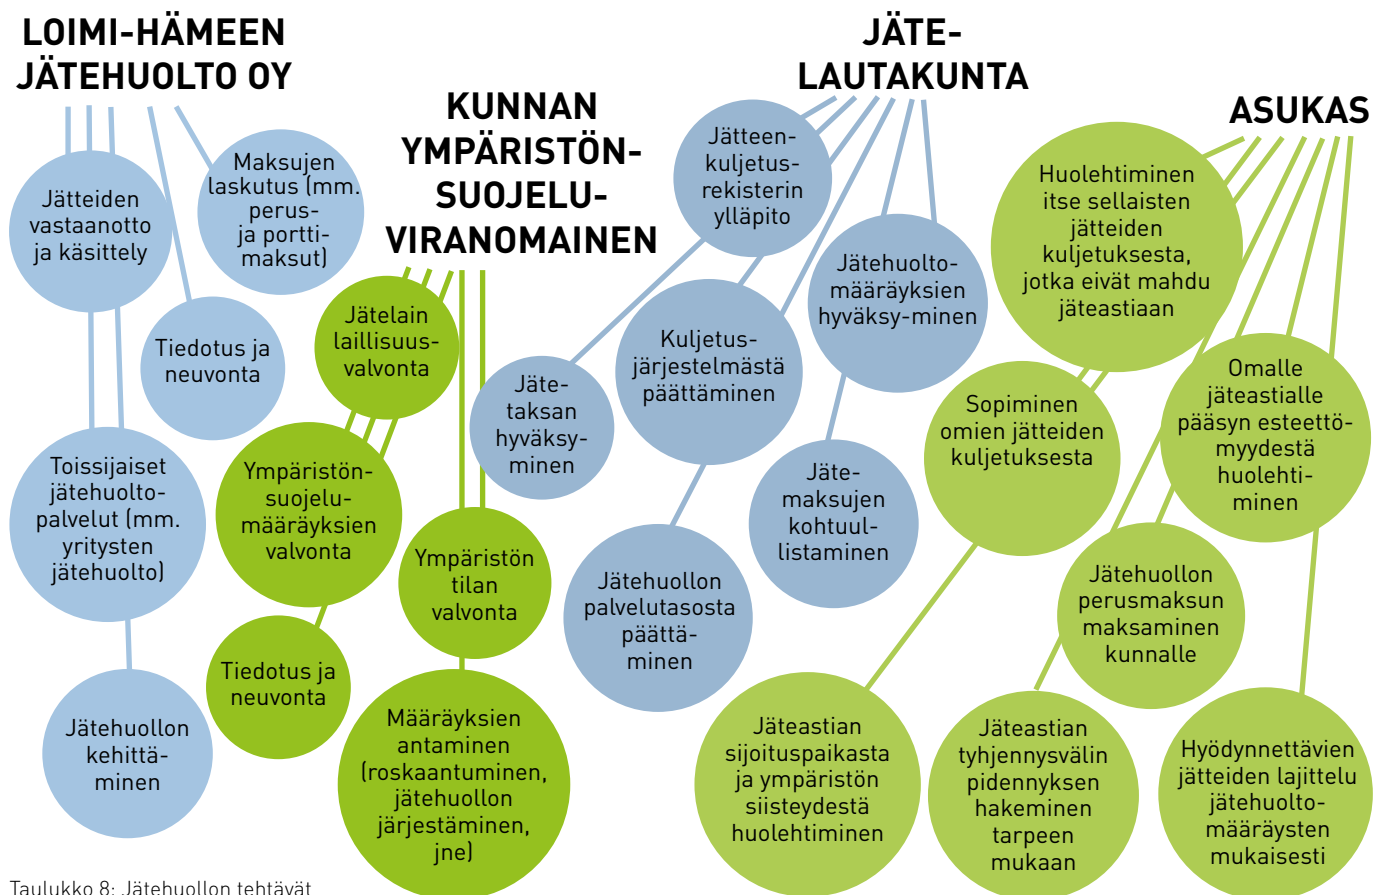 LOIMI-HÄMEEN
JÄTEHUOLTO OY
Jätteiden
vastaanotto
ja käsittely
Maksujen
laskutus (mm.
perus-
ja portti-
maksut)
Tiedotus ja
neuvonta
Toissijaiset
jätehuolto-
palvelut (mm.
yritysten
jätehuolto)
Jätehuollon
kehittä-
minen
KUNNAN
YMPÄRISTÖN-
SUOJELU-
VIRANOMAINEN
Jätelain
laillisuus-
valvonta
Ympäristön-
suojelu-
määräyksien
valvonta
Ympäristön
tilan
valvonta
Tiedotus ja
neuvonta
Määräyksien
antaminen
(roskaantuminen,
jätehuollon
järjestäminen,
jne)
JÄTE-
LAUTAKUNTA
Jätteen-
kuljetus-
rekisterin
ylläpito
Jätehuolto-
määräyksien
hyväksy-minen
Kuljetus-
järjestelmästä
päättäminen
Jäte-
taksan
hyväksy-
minen
Jäte-
maksujen
kohtuul-
listaminen
Jätehuollon
palvelutasosta
päättä-
minen
ASUKAS
Huolehtiminen
itse sellaisten
jätteiden
kuljetuksesta,
jotka eivät mahdu
jäteastiaan
Omalle
jäteastialle
pääsyn esteettö-
myydestä
huolehti-
minen
Sopiminen
omien jätteiden
kuljetuksesta
Jätehuollon
perusmaksun
maksaminen
kunnalle
Jäteastian
sijoituspaikasta
ja ympäristön
siisteydestä
huolehtiminen
Jäteastian
tyhjennysvälin
pidennyksen
hakeminen
tarpeen
mukaan
Hyödynnettävien
jätteiden lajittelu
jätehuolto-
määräysten
mukaisesti
Taulukko 8: Jätehuollon tehtävät